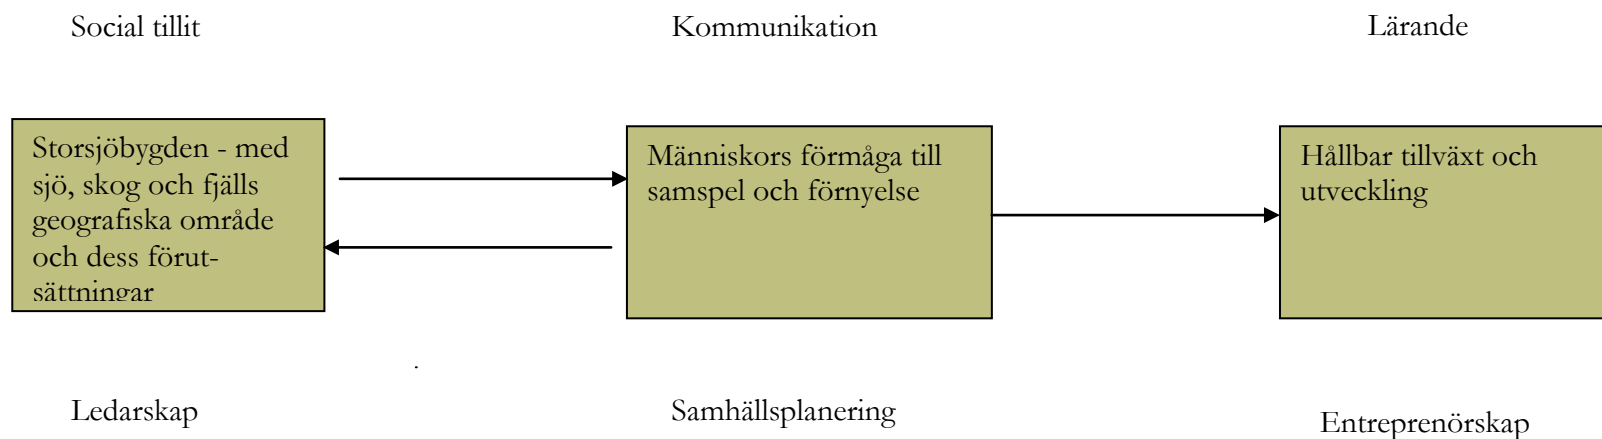 Social tillit
Kommunikation
Lärande
Storsjöbygden - med
sjö, skog och fjälls
geografiska område
och dess förut-
sättningar
Människors förmåga till
samspel och förnyelse
Hållbar tillväxt och
utveckling
Ledarskap
Samhällsplanering
Entreprenörskap